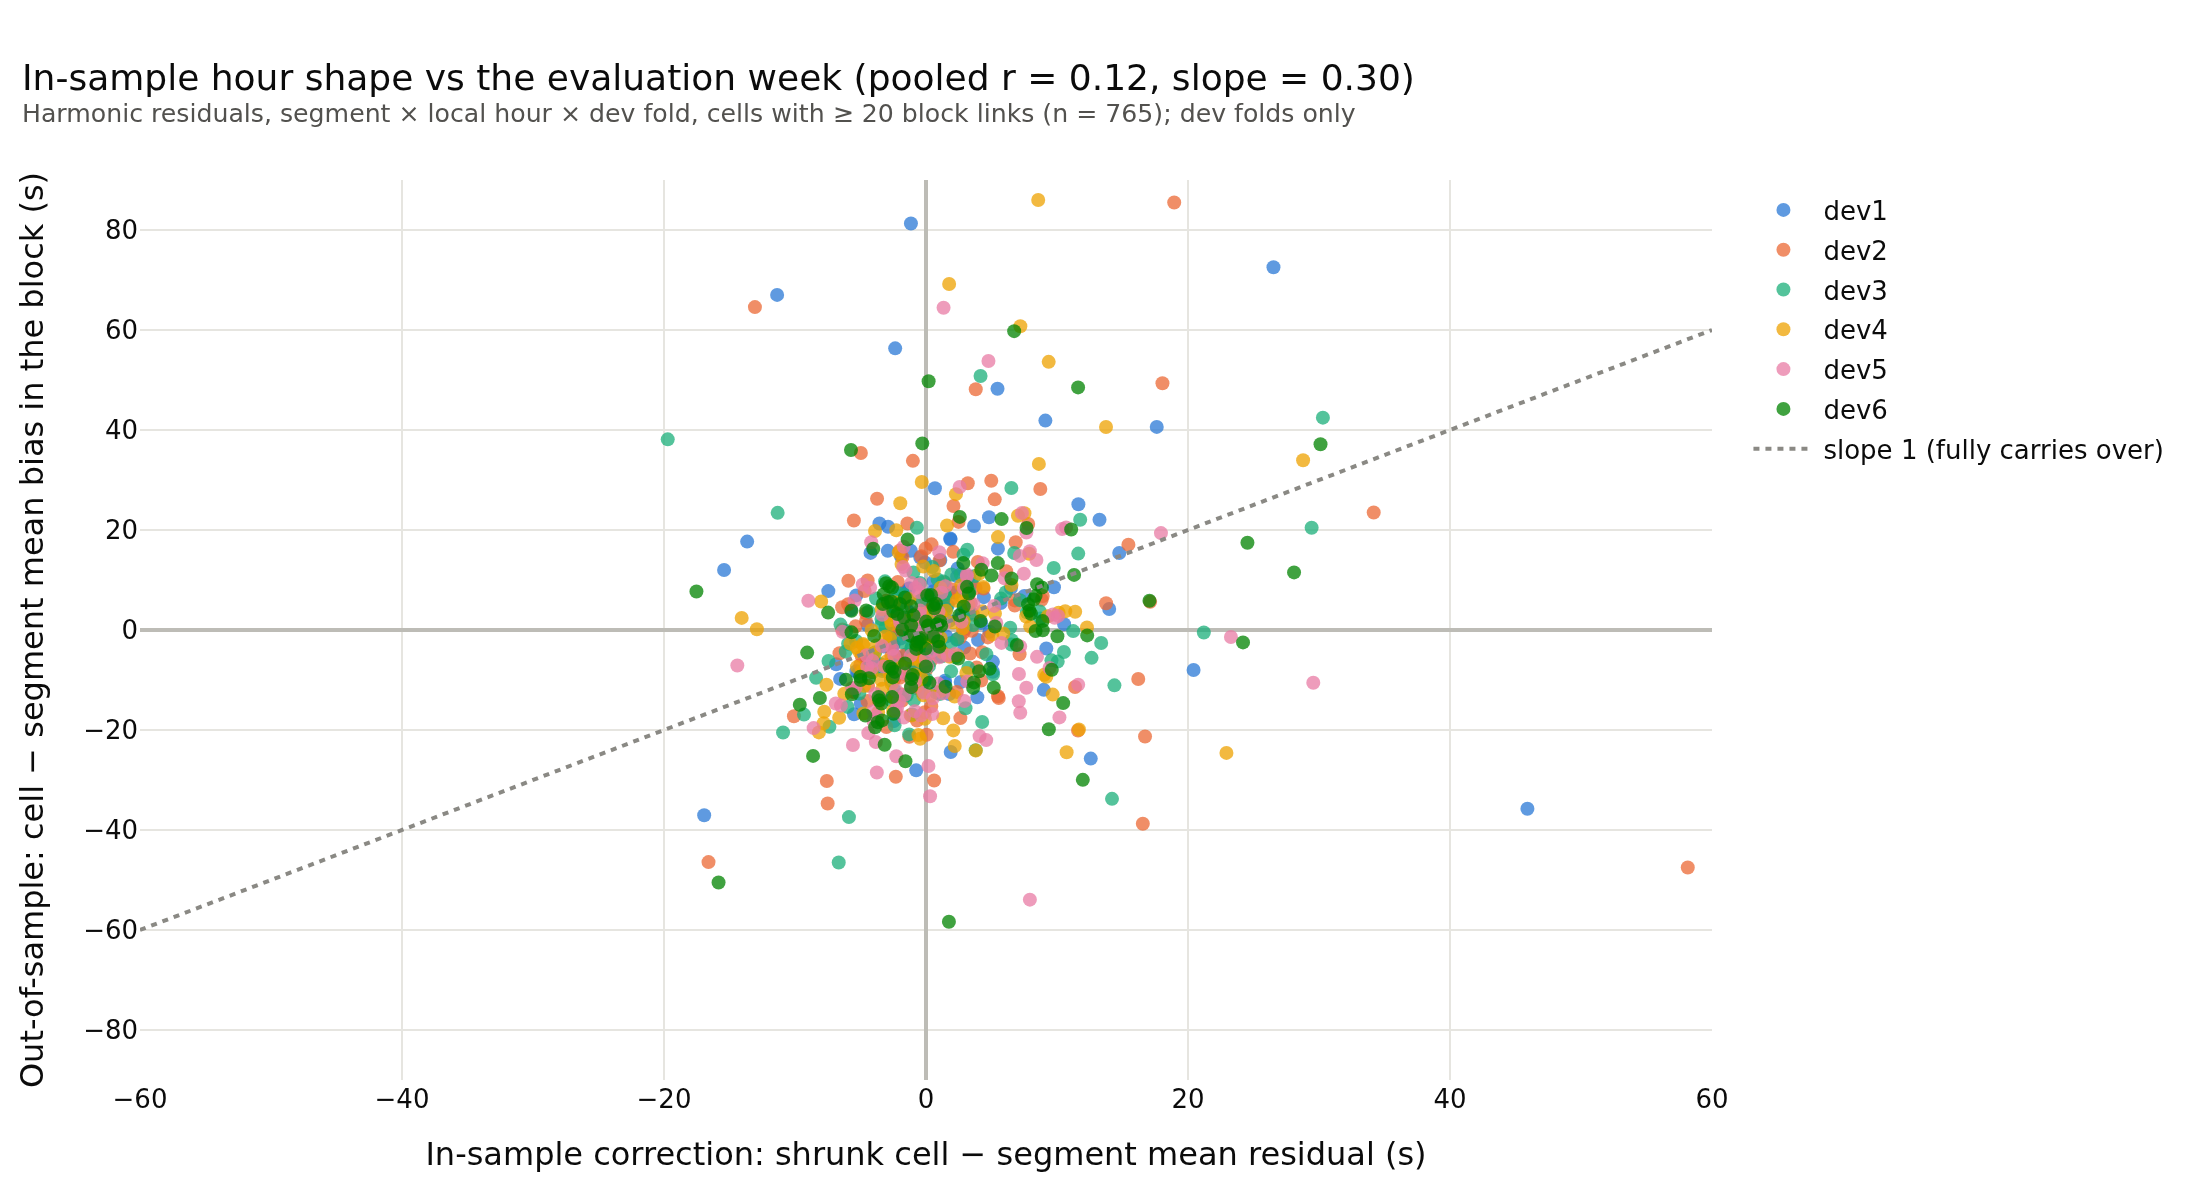 In-sample hour shape vs the evaluation week (pooled r = 0.12, slope = 0.30)
Harmonic residuals, segment × local hour × dev fold, cells with ≥ 20 block links (n = 765); dev folds only
Out-of-sample: cell − segment mean bias in the block (s)
80
60
40
20
0
−20
−40
−60
−80
−60
−40
−20
0
20
40
60
In-sample correction: shrunk cell − segment mean residual (s)
dev1
dev2
dev3
dev4
dev5
dev6
slope 1 (fully carries over)